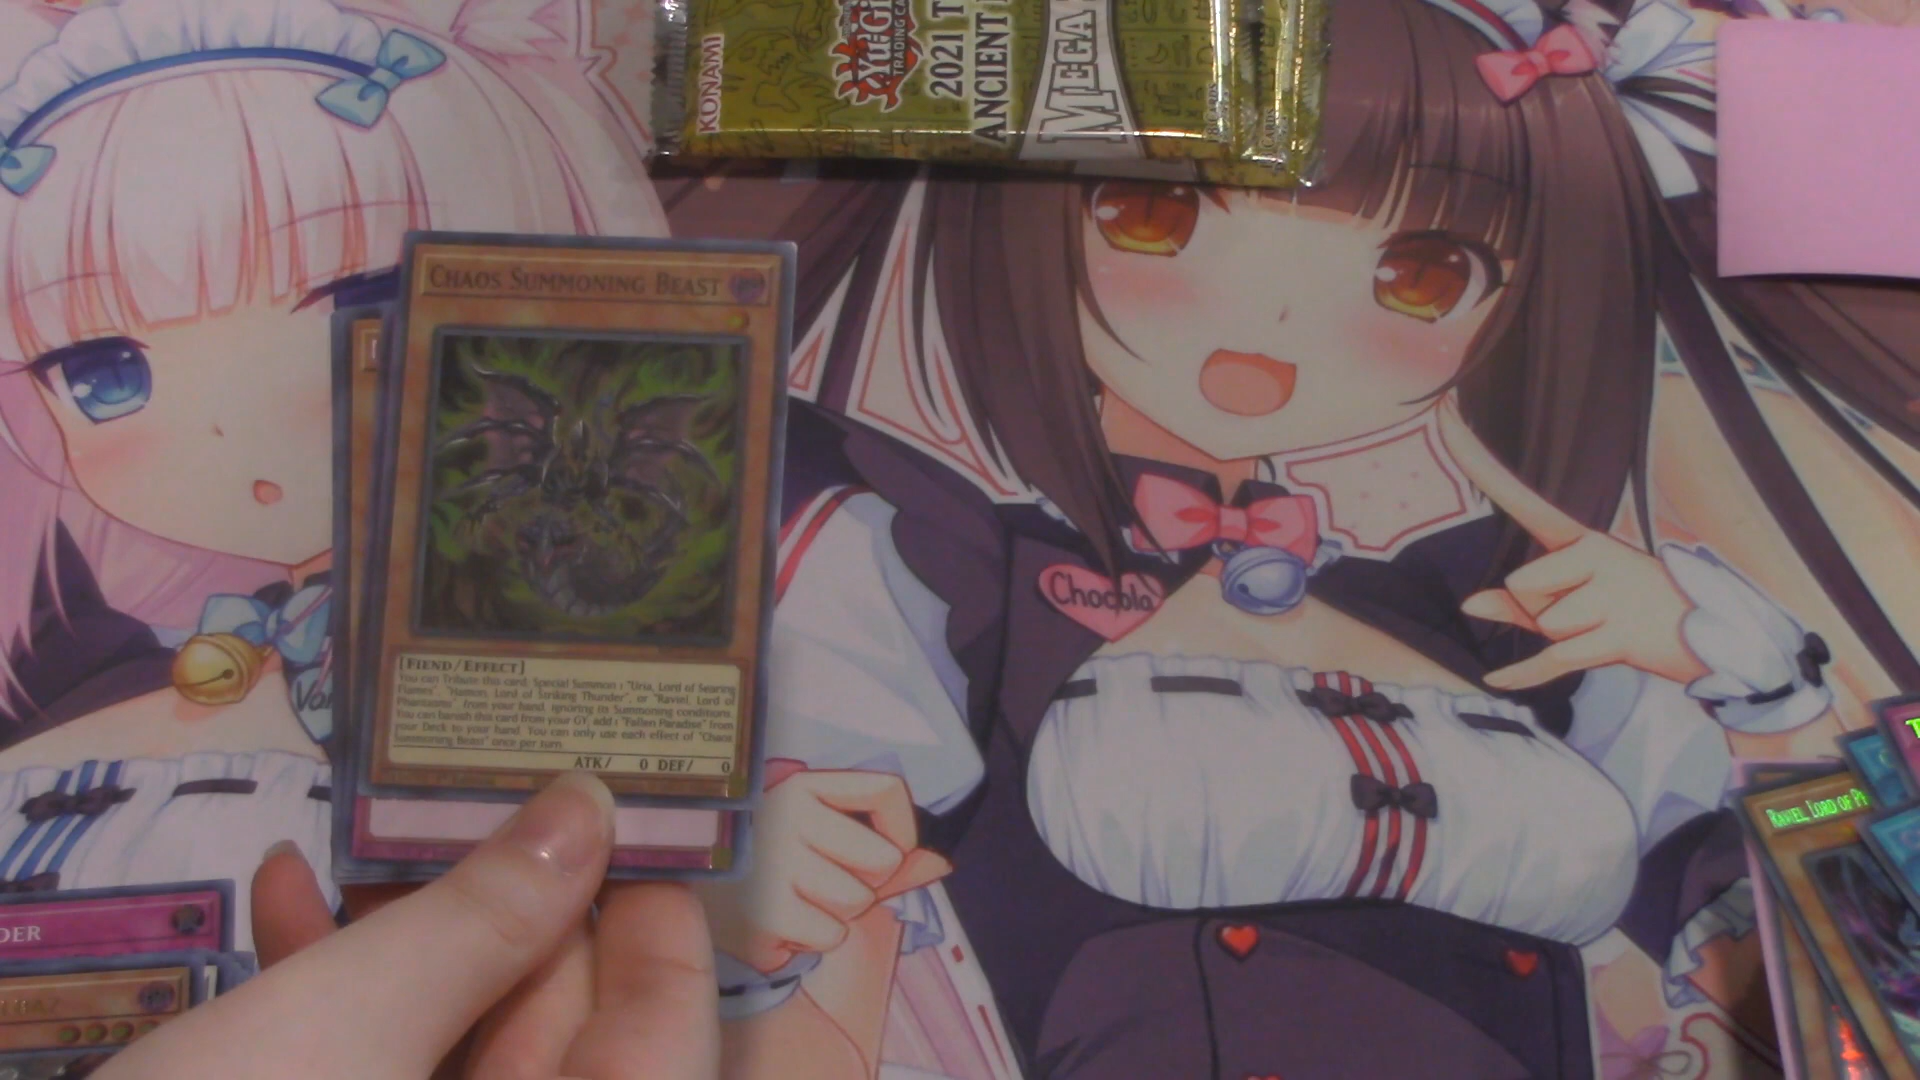 KONAMI
Yu-Gi
TRADING CA
2021 T
ANCIENT
MEGA
CHAOS SUMMONING BEAST
[FIEND/EFFECT]
You can Tribute this card; Special Summon 1 "Uria, Lord of Searing
Flames", "Hamon, Lord of Striking Thunder", or "Raviel, Lord of
Phantasms" from your hand, ignoring its Summoning conditions.
You can banish this card from your GY; add 1 "Fallen Paradise" from
your Deck to your hand. You can only use each effect of "Chaos
Summoning Beast" once per turn.
ATK/ 0 DEF/ 0
Chocola
Van
DER
RAVIEL, LORD OF PH